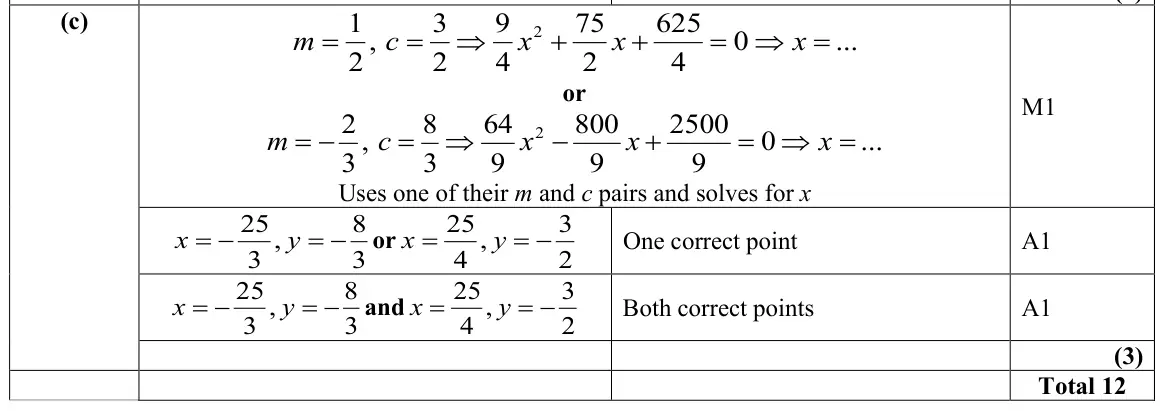 (c) m = 1/2, c = 3/2 ⇒ 9/4 x² + 75/2 x + 625/4 = 0 ⇒ x = ...
or
m = −2/3, c = 8/3 ⇒ 64/9 x² − 800/9 x + 2500/9 = 0 ⇒ x = ...
Uses one of their m and c pairs and solves for x
M1
x = −25/3, y = −8/3 or x = 25/4, y = −3/2 One correct point A1
x = −25/3, y = −8/3 and x = 25/4, y = −3/2 Both correct points A1
(3)
Total 12